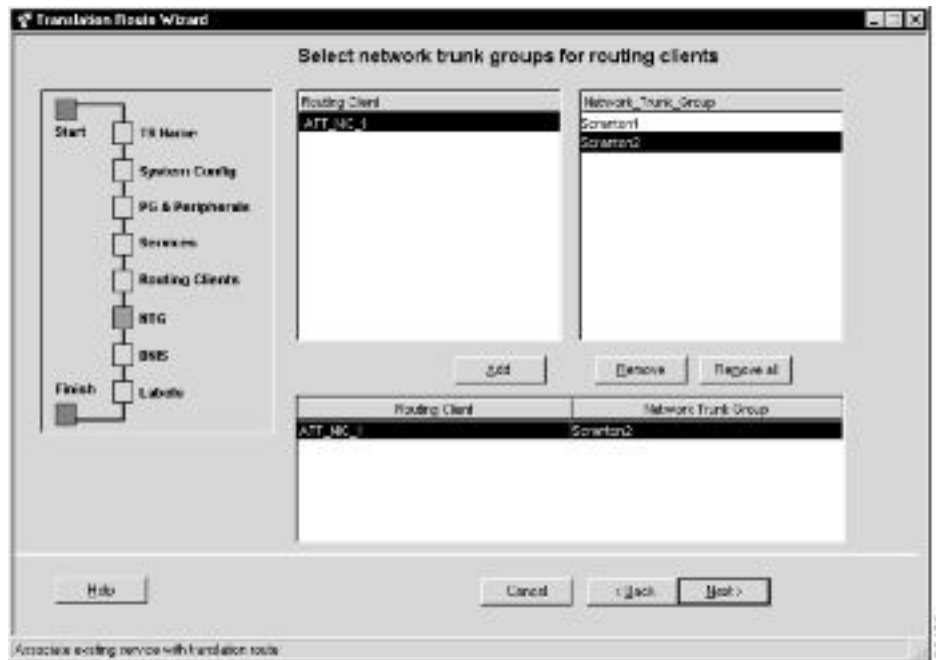 Translation Route Wizard
Select network trunk groups for routing clients
Start
TR Name
System Config
PG & Peripherals
Services
Routing Clients
NTG
DNIS
Labels
Finish
Routing Client
ATT_NIC_1
Network_Trunk_Group
Scranton1
Scranton2
Add
Remove
Remove all
Routing Client
Network Trunk Group
ATT_NIC_1
Scranton2
Help
Cancel
< Back
Next >
Associate existing service with translation route